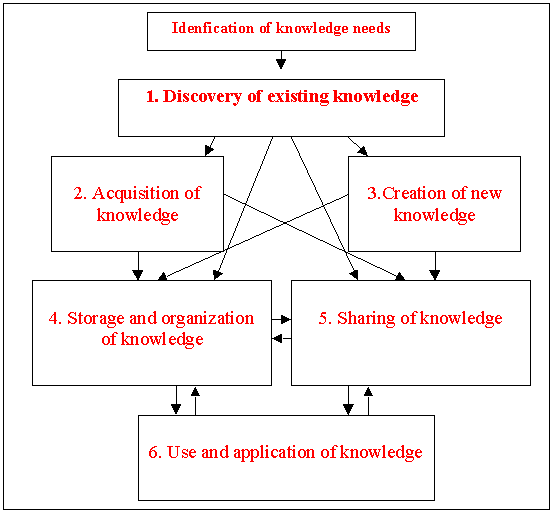 Idenfication of knowledge needs
1. Discovery of existing knowledge
2. Acquisition of
knowledge
3.Creation of new
knowledge
4. Storage and organization
of knowledge
5. Sharing of knowledge
6. Use and application of knowledge